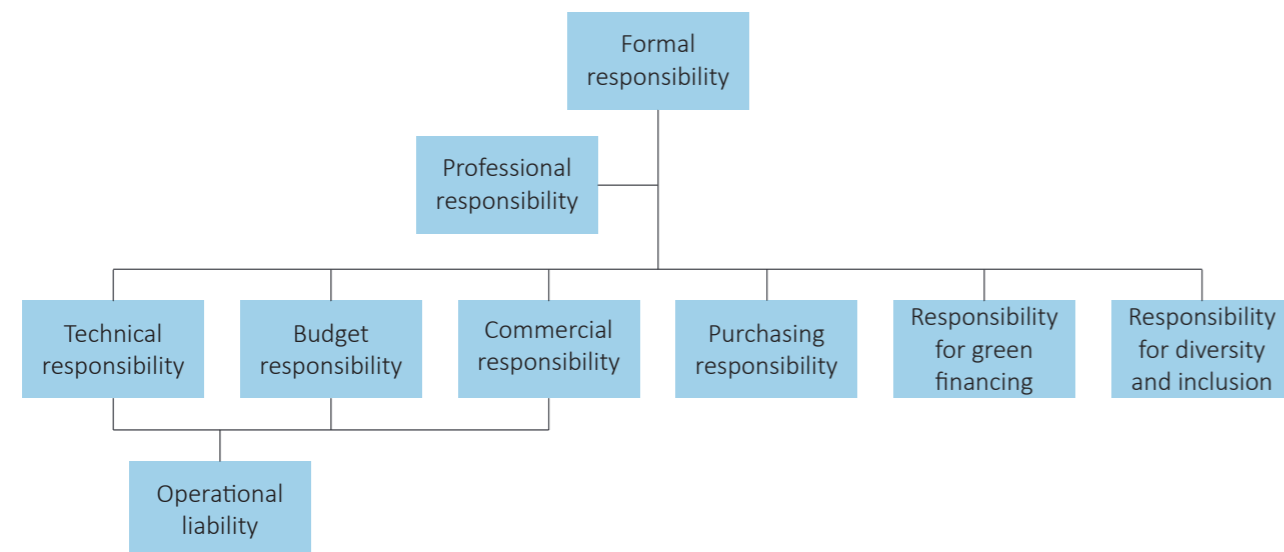 Formal
responsibility
Professional
responsibility
Technical
responsibility
Budget
responsibility
Commercial
responsibility
Purchasing
responsibility
Responsibility
for green
financing
Responsibility
for diversity
and inclusion
Operational
liability